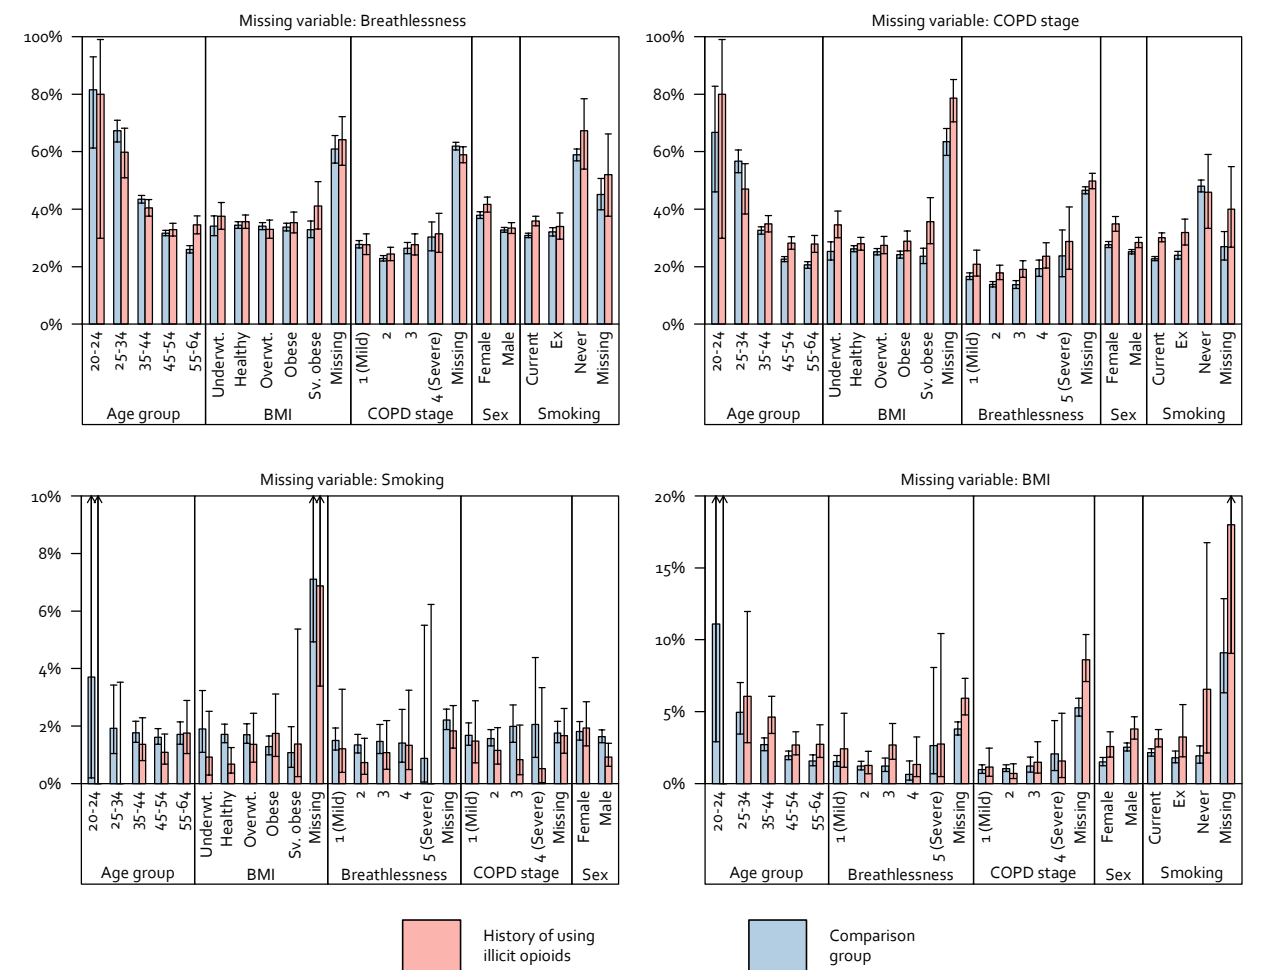 Missing variable: Breathlessness
100%
80%
60%
40%
20%
0%
20-24
25-34
35-44
45-54
55-64
Underwt.
Healthy
Overwt.
Obese
Sv. obese
Missing
1 (Mild)
2
3
4 (Severe)
Missing
Female
Male
Current
Ex
Never
Missing
Age group
BMI
COPD stage
Sex
Smoking
Missing variable: COPD stage
100%
80%
60%
40%
20%
0%
20-24
25-34
35-44
45-54
55-64
Underwt.
Healthy
Overwt.
Obese
Sv. obese
Missing
1 (Mild)
2
3
4
5 (Severe)
Missing
Female
Male
Current
Ex
Never
Missing
Age group
BMI
Breathlessness
Sex
Smoking
Missing variable: Smoking
10%
8%
6%
4%
2%
0%
20-24
25-34
35-44
45-54
55-64
Underwt.
Healthy
Overwt.
Obese
Sv. obese
Missing
1 (Mild)
2
3
4
5 (Severe)
Missing
1 (Mild)
2
3
4 (Severe)
Missing
Female
Male
Age group
BMI
Breathlessness
COPD stage
Sex
Missing variable: BMI
20%
15%
10%
5%
0%
20-24
25-34
35-44
45-54
55-64
1 (Mild)
2
3
4
5 (Severe)
Missing
1 (Mild)
2
3
4 (Severe)
Missing
Female
Male
Current
Ex
Never
Missing
Age group
Breathlessness
COPD stage
Sex
Smoking
History of using
illicit opioids
Comparison
group